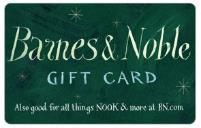 Barnes & Noble
GIFT CARD
Also good for all things NOOK & more at BN.com